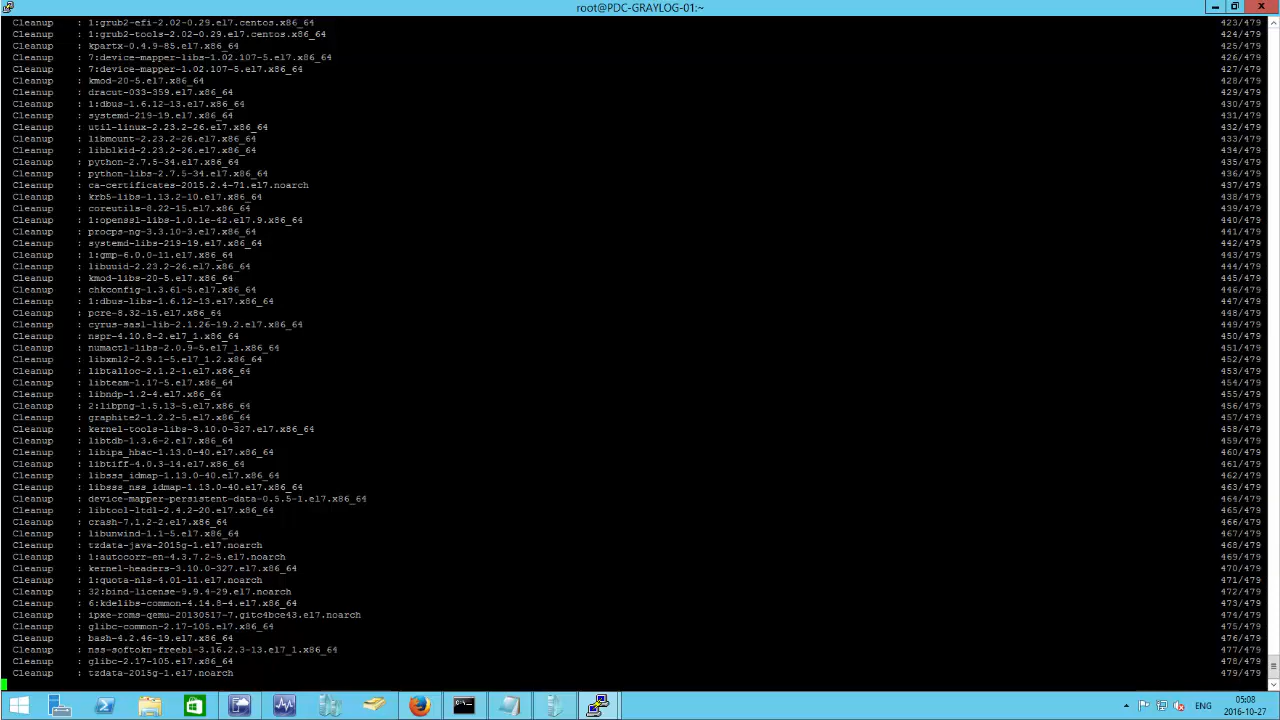 root@PDC-GRAYLOG-01:~
Cleanup : 1:grub2-efi-2.02-0.29.el7.centos.x86_64 423/479
Cleanup : 1:grub2-tools-2.02-0.29.el7.centos.x86_64 424/479
Cleanup : kpartx-0.4.9-85.el7.x86_64 425/479
Cleanup : 7:device-mapper-libs-1.02.107-5.el7.x86_64 426/479
Cleanup : 7:device-mapper-1.02.107-5.el7.x86_64 427/479
Cleanup : kmod-20-5.el7.x86_64 428/479
Cleanup : dracut-033-359.el7.x86_64 429/479
Cleanup : 1:dbus-1.6.12-13.el7.x86_64 430/479
Cleanup : systemd-219-19.el7.x86_64 431/479
Cleanup : util-linux-2.23.2-26.el7.x86_64 432/479
Cleanup : libmount-2.23.2-26.el7.x86_64 433/479
Cleanup : libblkid-2.23.2-26.el7.x86_64 434/479
Cleanup : python-2.7.5-34.el7.x86_64 435/479
Cleanup : python-libs-2.7.5-34.el7.x86_64 436/479
Cleanup : ca-certificates-2015.2.4-71.el7.noarch 437/479
Cleanup : krb5-libs-1.13.2-10.el7.x86_64 438/479
Cleanup : coreutils-8.22-15.el7.x86_64 439/479
Cleanup : 1:openssl-libs-1.0.1e-42.el7.9.x86_64 440/479
Cleanup : procps-ng-3.3.10-3.el7.x86_64 441/479
Cleanup : systemd-libs-219-19.el7.x86_64 442/479
Cleanup : 1:gmp-6.0.0-11.el7.x86_64 443/479
Cleanup : libuuid-2.23.2-26.el7.x86_64 444/479
Cleanup : kmod-libs-20-5.el7.x86_64 445/479
Cleanup : chkconfig-1.3.61-5.el7.x86_64 446/479
Cleanup : 1:dbus-libs-1.6.12-13.el7.x86_64 447/479
Cleanup : pcre-8.32-15.el7.x86_64 448/479
Cleanup : cyrus-sasl-lib-2.1.26-19.2.el7.x86_64 449/479
Cleanup : nspr-4.10.8-2.el7_1.x86_64 450/479
Cleanup : numactl-libs-2.0.9-5.el7_1.x86_64 451/479
Cleanup : libxml2-2.9.1-5.el7_1.2.x86_64 452/479
Cleanup : libtalloc-2.1.2-1.el7.x86_64 453/479
Cleanup : libteam-1.17-5.el7.x86_64 454/479
Cleanup : libndp-1.2-4.el7.x86_64 455/479
Cleanup : 2:libpng-1.5.13-5.el7.x86_64 456/479
Cleanup : graphite2-1.2.2-5.el7.x86_64 457/479
Cleanup : kernel-tools-libs-3.10.0-327.el7.x86_64 458/479
Cleanup : libtdb-1.3.6-2.el7.x86_64 459/479
Cleanup : libipa_hbac-1.13.0-40.el7.x86_64 460/479
Cleanup : libtiff-4.0.3-14.el7.x86_64 461/479
Cleanup : libsss_idmap-1.13.0-40.el7.x86_64 462/479
Cleanup : libsss_nss_idmap-1.13.0-40.el7.x86_64 463/479
Cleanup : device-mapper-persistent-data-0.5.5-1.el7.x86_64 464/479
Cleanup : libtool-ltdl-2.4.2-20.el7.x86_64 465/479
Cleanup : crash-7.1.2-2.el7.x86_64 466/479
Cleanup : libunwind-1.1-5.el7.x86_64 467/479
Cleanup : tzdata-java-2015g-1.el7.noarch 468/479
Cleanup : 1:autocorr-en-4.3.7.2-5.el7.noarch 469/479
Cleanup : kernel-headers-3.10.0-327.el7.x86_64 470/479
Cleanup : 1:quota-nls-4.01-11.el7.noarch 471/479
Cleanup : 32:bind-license-9.9.4-29.el7.noarch 472/479
Cleanup : 6:kdelibs-common-4.14.8-4.el7.x86_64 473/479
Cleanup : ipxe-roms-qemu-20130517-7.gitc4bce43.el7.noarch 474/479
Cleanup : glibc-common-2.17-105.el7.x86_64 475/479
Cleanup : bash-4.2.46-19.el7.x86_64 476/479
Cleanup : nss-softokn-freebl-3.16.2.3-13.el7_1.x86_64 477/479
Cleanup : glibc-2.17-105.el7.x86_64 478/479
Cleanup : tzdata-2015g-1.el7.noarch 479/479
ENG
05:08
2016-10-27